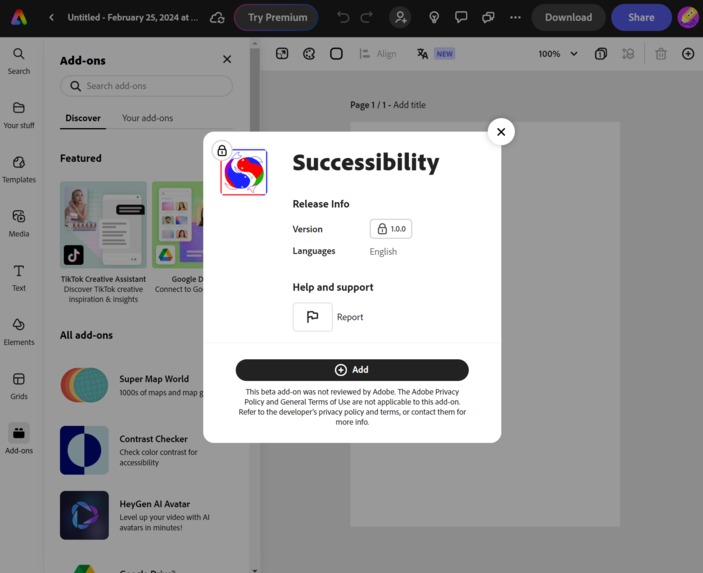 Untitled - February 25, 2024 at ...
Try Premium
Download
Share
Search
Your stuff
Templates
Media
Text
Elements
Grids
Add-ons
Add-ons
Search add-ons
Discover
Your add-ons
Featured
TikTok Creative Assistant
Discover TikTok creative
inspiration & insights
Google D
Connect to Go
All add-ons
Super Map World
1000s of maps and map g
Contrast Checker
Check color contrast for
accessibility
HeyGen AI Avatar
Level up your video with AI
avatars in minutes!
Align
NEW
100%
1
Page 1 / 1 - Add title
Successibility
Release Info
Version 1.0.0
Languages English
Help and support
Report
Add
This beta add-on was not reviewed by Adobe. The Adobe Privacy
Policy and General Terms of Use are not applicable to this add-on.
Refer to the developer's privacy policy and terms, or contact them for
more info.